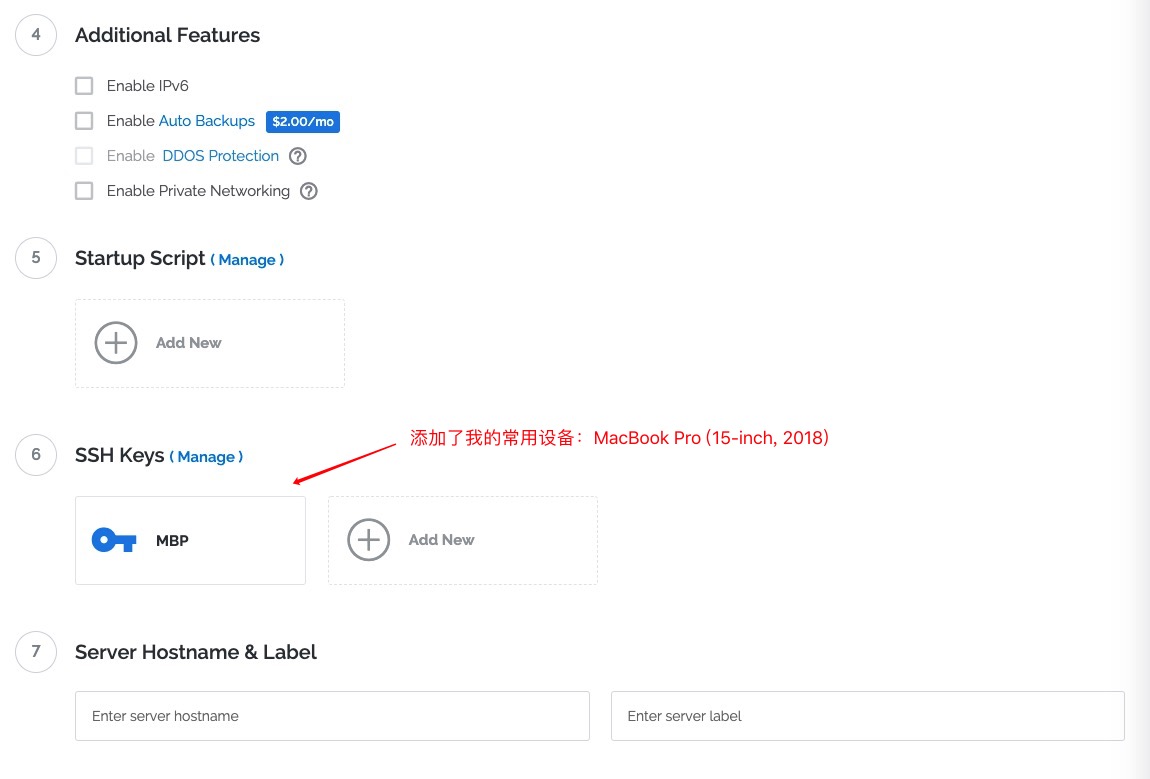 4 Additional Features
Enable IPv6
Enable Auto Backups $2.00/mo
Enable DDOS Protection ?
Enable Private Networking ?
5 Startup Script ( Manage )
Add New
添加了我的常用设备：MacBook Pro (15-inch, 2018)
6 SSH Keys ( Manage )
MBP Add New
7 Server Hostname & Label
Enter server hostname Enter server label